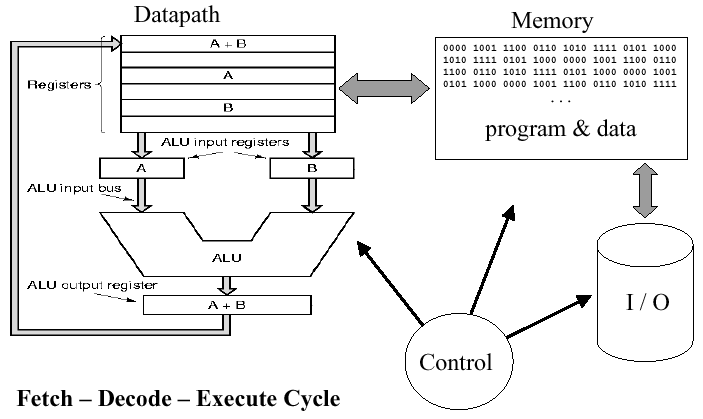 Datapath
Memory
A + B
A
B
Registers
0000 1001 1100 0110 1010 1111 0101 1000
1010 1111 0101 1000 0000 1001 1100 0110
1100 0110 1010 1111 0101 1000 0000 1001
0101 1000 0000 1001 1100 0110 1010 1111
. . .
program & data
ALU input registers
A
B
ALU input bus
ALU
ALU output register
A + B
I / O
Control
Fetch – Decode – Execute Cycle